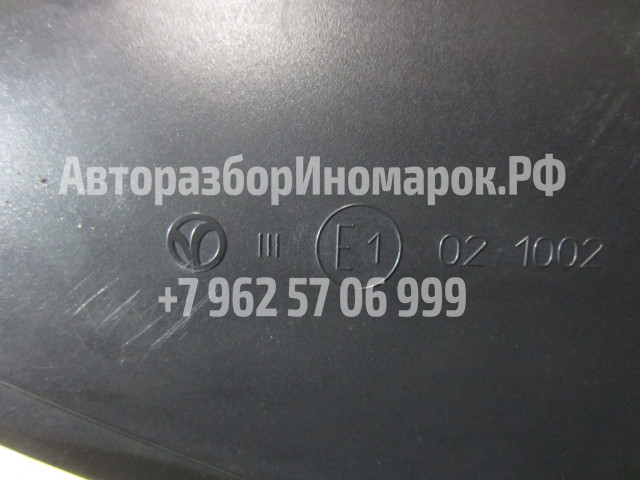 АвторазборИномарок.РФ
III E1 02 1002
+7 962 57 06 999